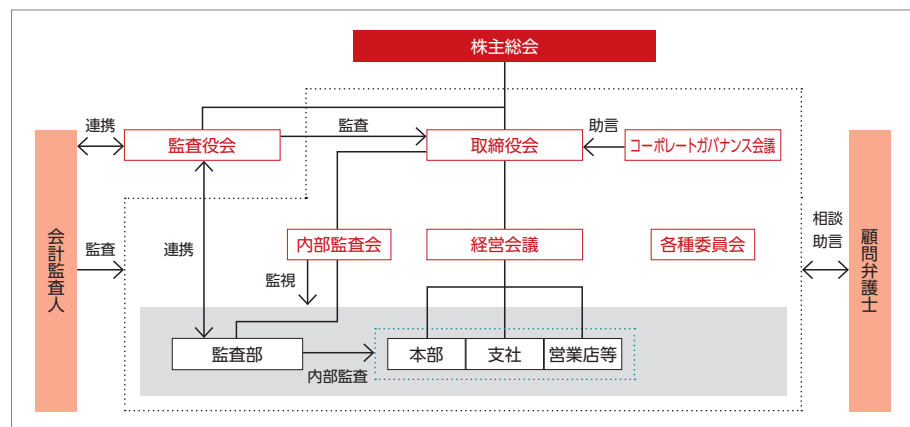 株主総会
連携
監査役会
監査
取締役会
助言
コーポレートガバナンス会議
会計監査人
監査
連携
内部監査会
経営会議
各種委員会
相談
助言
顧問弁護士
監視
監査部
内部監査
本部
支社
営業店等